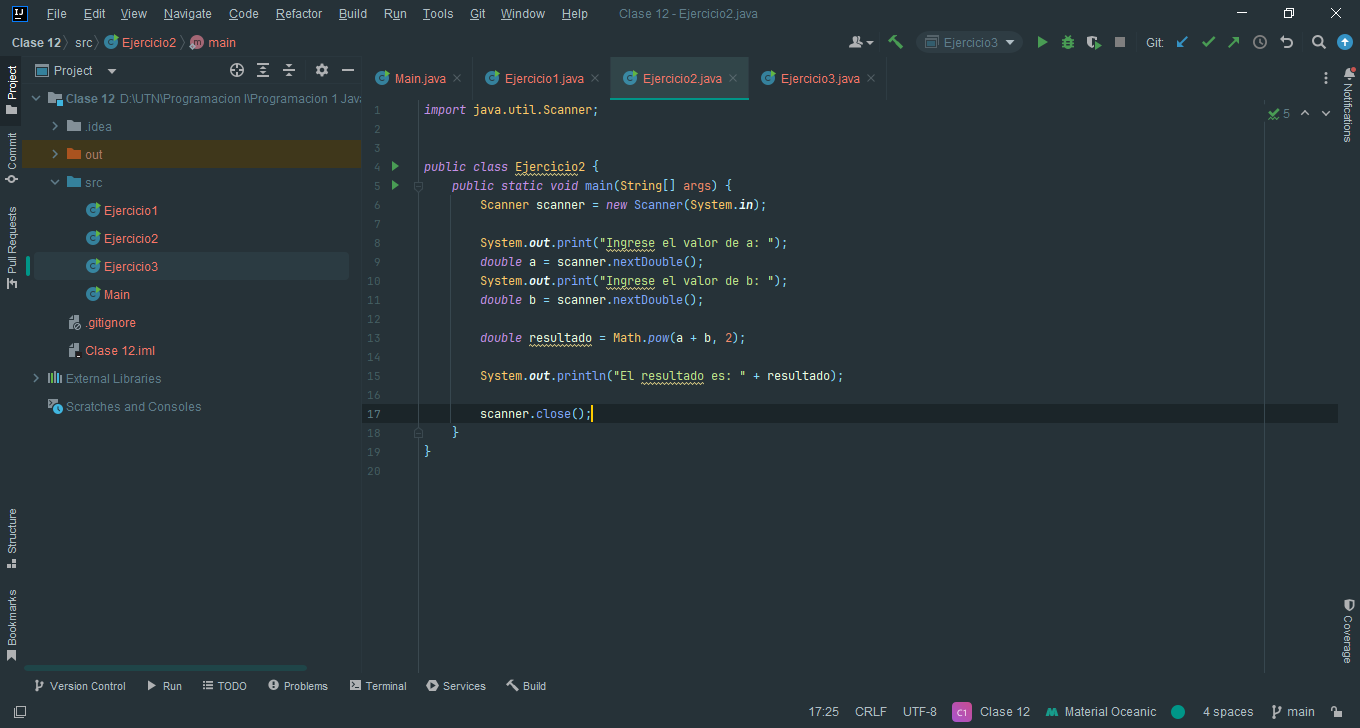 File Edit View Navigate Code Refactor Build Run Tools Git Window Help Clase 12 - Ejercicio2.java
Clase 12 src Ejercicio2 main Ejercicio3 Git:
Project
Main.java Ejercicio1.java Ejercicio2.java Ejercicio3.java
Clase 12 D:\UTN\Programacion I\Programacion 1 Java
.idea
out
src
Ejercicio1
Ejercicio2
Ejercicio3
Main
.gitignore
Clase 12.iml
External Libraries
Scratches and Consoles
Project
Commit
Pull Requests
Structure
Bookmarks
5
1 import java.util.Scanner;
2
3
4 public class Ejercicio2 {
5 public static void main(String[] args) {
6 Scanner scanner = new Scanner(System.in);
7
8 System.out.print("Ingrese el valor de a: ");
9 double a = scanner.nextDouble();
10 System.out.print("Ingrese el valor de b: ");
11 double b = scanner.nextDouble();
12
13 double resultado = Math.pow(a + b, 2);
14
15 System.out.println("El resultado es: " + resultado);
16
17 scanner.close();
18 }
19 }
20
Notifications
Coverage
Version Control Run TODO Problems Terminal Services Build
17:25 CRLF UTF-8 C1 Clase 12 Material Oceanic 4 spaces main